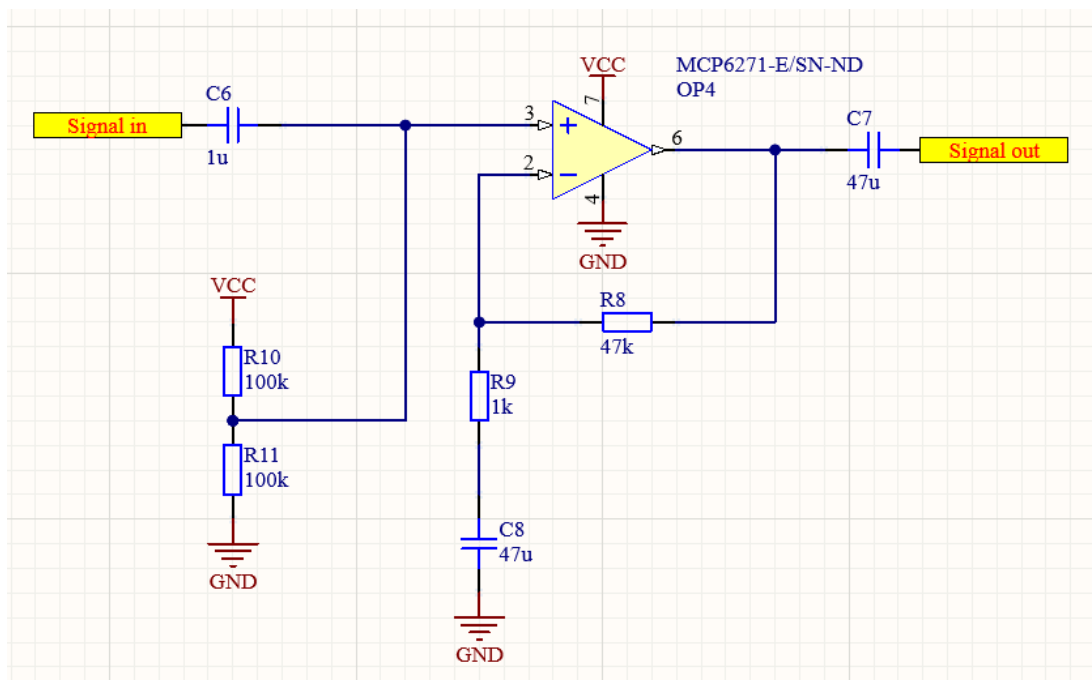 MCP6271-E/SN-ND
OP4
VCC
7
C6
Signal in
1u
3
+
2
−
6
4
GND
C7
Signal out
47u
VCC
R10
100k
R11
100k
GND
R8
47k
R9
1k
C8
47u
GND